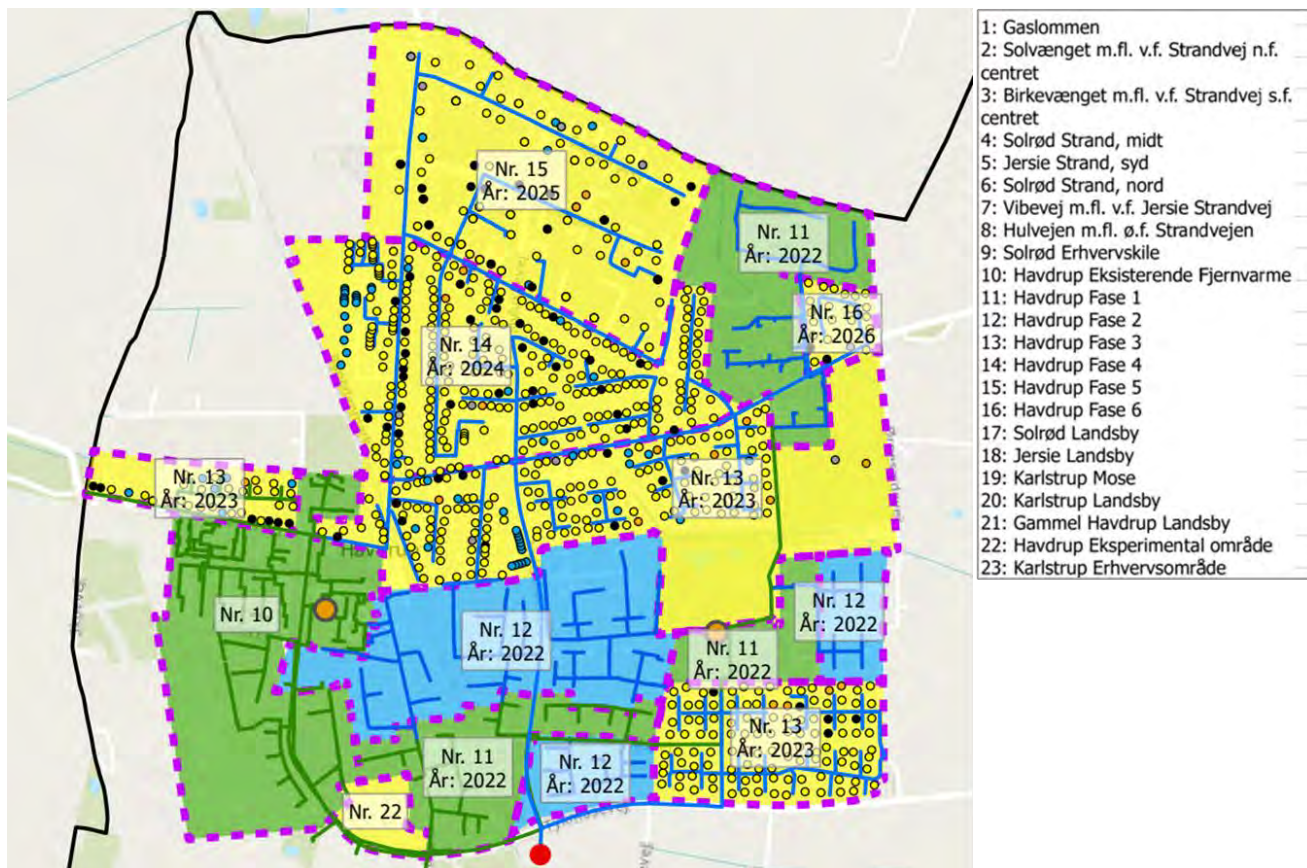 Nr. 15
År: 2025
Nr. 11
År: 2022
Nr. 16
År: 2026
Nr. 14
År: 2024
Nr. 13
År: 2023
Nr. 13
År: 2023
Nr. 10
Nr. 12
År: 2022
Nr. 12
År: 2022
Nr. 11
År: 2022
Nr. 13
År: 2023
Nr. 11
År: 2022
Nr. 12
År: 2022
Nr. 22
1: Gaslommen
2: Solvænget m.fl. v.f. Strandvej n.f.
centret
3: Birkevænget m.fl. v.f. Strandvej s.f.
centret
4: Solrød Strand, midt
5: Jersie Strand, syd
6: Solrød Strand, nord
7: Vibevej m.fl. v.f. Jersie Strandvej
8: Hulvejen m.fl. ø.f. Strandvejen
9: Solrød Erhvervskile
10: Havdrup Eksisterende Fjernvarme
11: Havdrup Fase 1
12: Havdrup Fase 2
13: Havdrup Fase 3
14: Havdrup Fase 4
15: Havdrup Fase 5
16: Havdrup Fase 6
17: Solrød Landsby
18: Jersie Landsby
19: Karlstrup Mose
20: Karlstrup Landsby
21: Gammel Havdrup Landsby
22: Havdrup Eksperimental område
23: Karlstrup Erhvervsområde